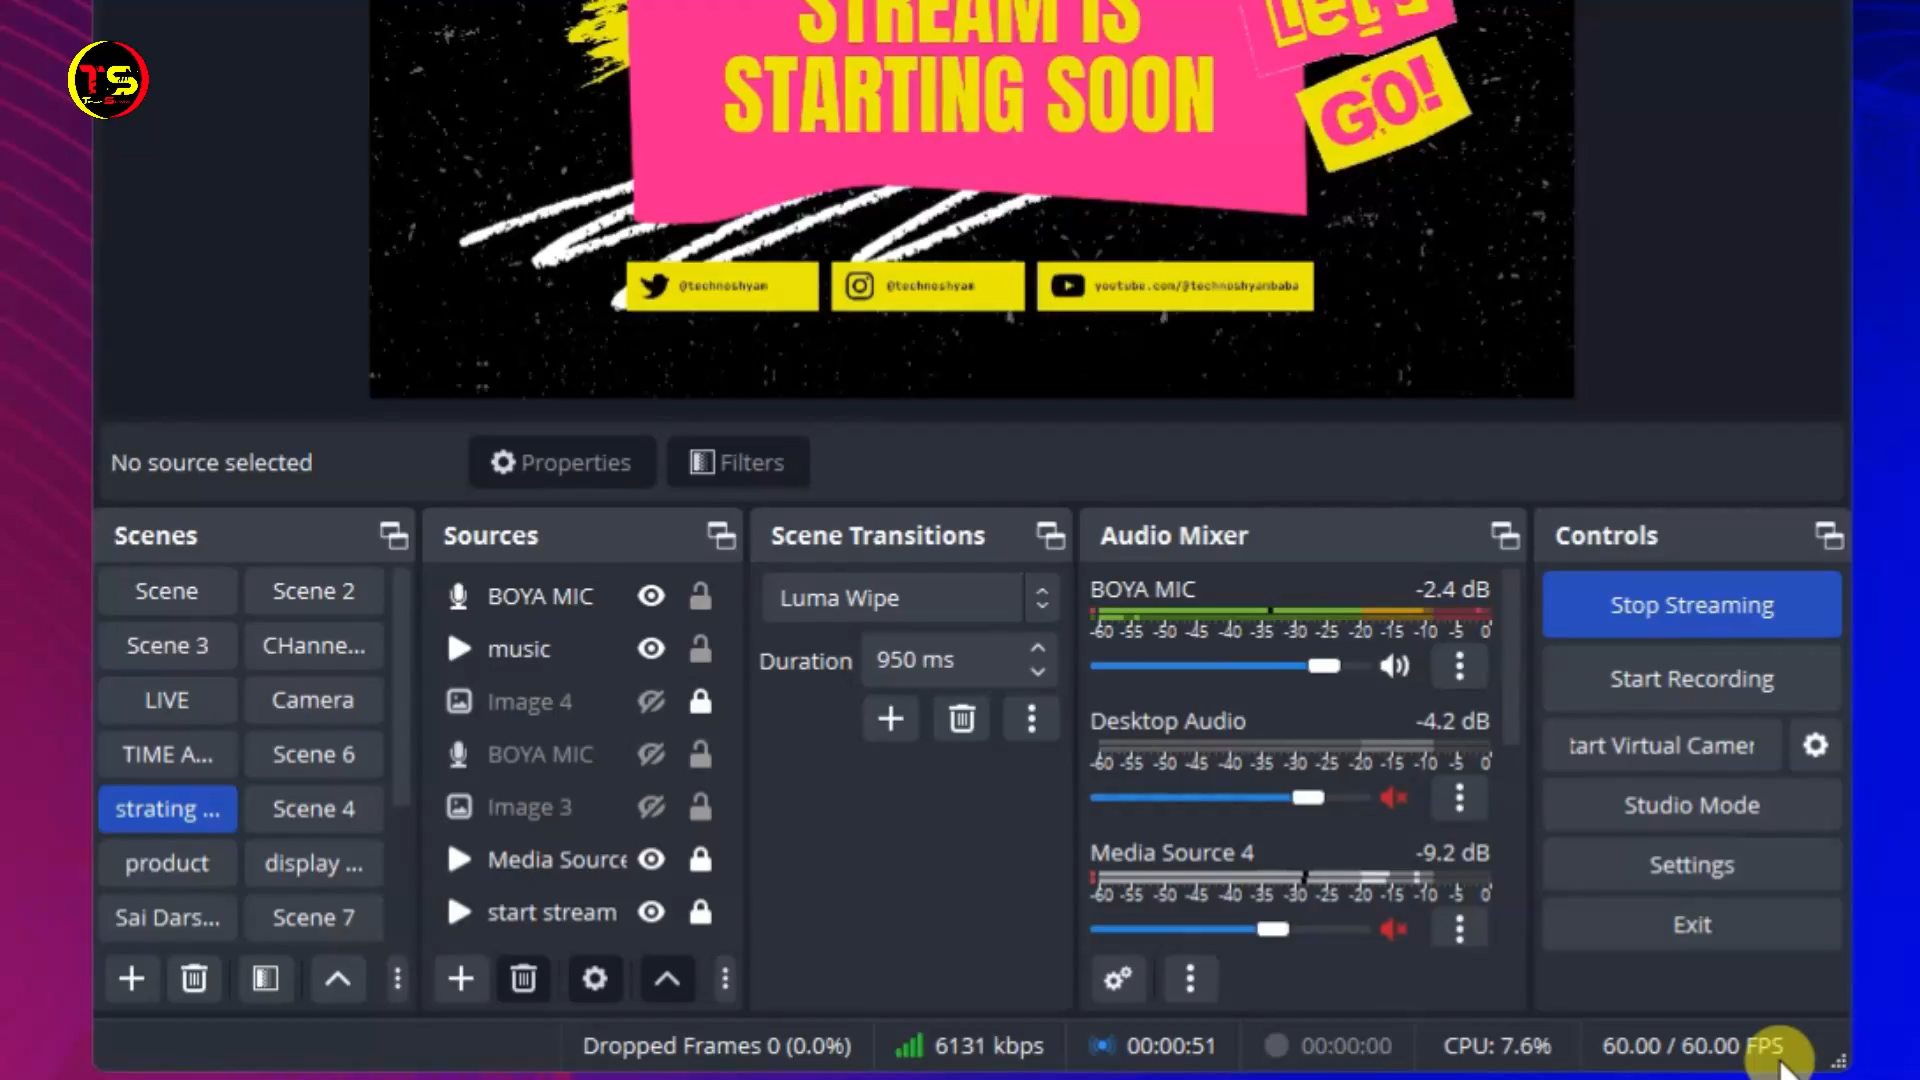 STREAM IS
STARTING SOON
Let's
GO!
TS
@technoshyam
@technoshyam
youtube.com/@technoshyambaba
No source selected
Properties
Filters
Scenes
Scene
Scene 2
Scene 3
CHanne...
LIVE
Camera
TIME A...
Scene 6
strating ...
Scene 4
product
display ...
Sai Dars...
Scene 7
Sources
BOYA MIC
music
Image 4
BOYA MIC
Image 3
Media Source
start stream
Scene Transitions
Luma Wipe
Duration 950 ms
Audio Mixer
BOYA MIC -2.4 dB
-60 -55 -50 -45 -40 -35 -30 -25 -20 -15 -10 -5 0
Desktop Audio -4.2 dB
-60 -55 -50 -45 -40 -35 -30 -25 -20 -15 -10 -5 0
Media Source 4 -9.2 dB
-60 -55 -50 -45 -40 -35 -30 -25 -20 -15 -10 -5 0
Controls
Stop Streaming
Start Recording
tart Virtual Camer
Studio Mode
Settings
Exit
Dropped Frames 0 (0.0%) 6131 kbps 00:00:51 00:00:00 CPU: 7.6% 60.00 / 60.00 FPS